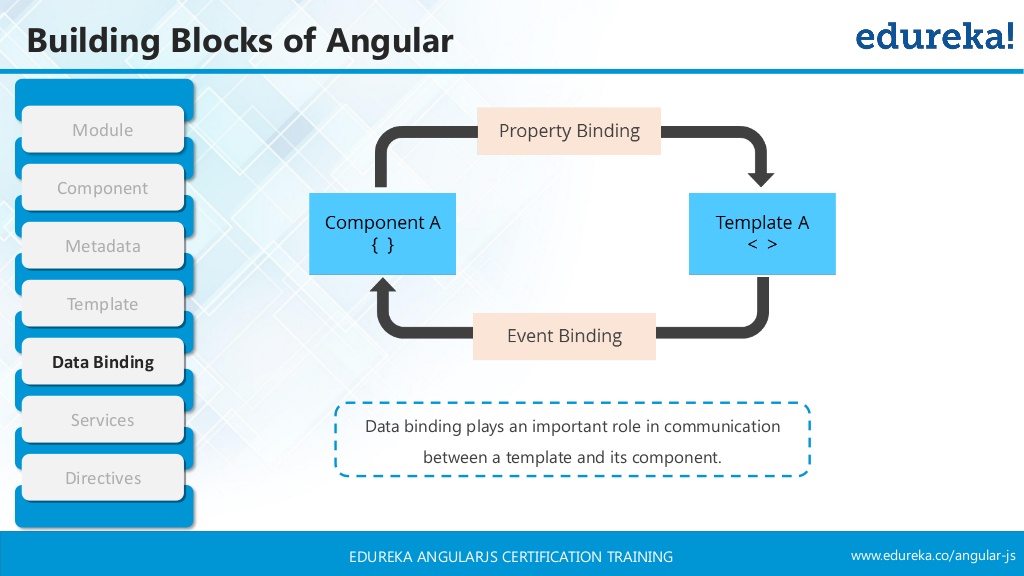 Building Blocks of Angular
edureka!
Module
Component
Metadata
Template
Data Binding
Services
Directives
Property Binding
Component A
{ }
Template A
< >
Event Binding
Data binding plays an important role in communication
between a template and its component.
EDUREKA ANGULARJS CERTIFICATION TRAINING
www.edureka.co/angular-js